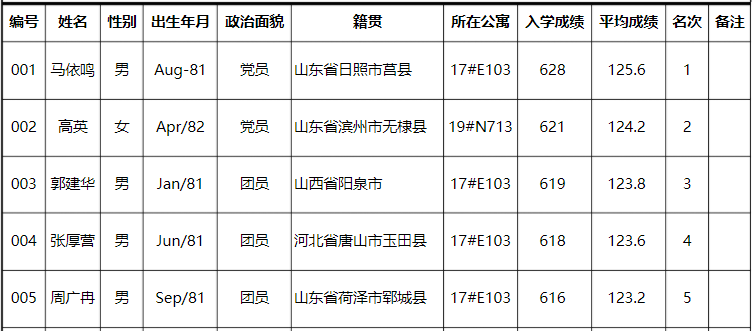 编号 姓名 性别 出生年月 政治面貌 籍贯 所在公寓 入学成绩 平均成绩 名次 备注
001 马依鸣 男 Aug-81 党员 山东省日照市莒县 17#E103 628 125.6 1
002 高英 女 Apr/82 党员 山东省滨州市无棣县 19#N713 621 124.2 2
003 郭建华 男 Jan/81 团员 山西省阳泉市 17#E103 619 123.8 3
004 张厚营 男 Jun/81 团员 河北省唐山市玉田县 17#E103 618 123.6 4
005 周广冉 男 Sep/81 团员 山东省荷泽市郓城县 17#E103 616 123.2 5